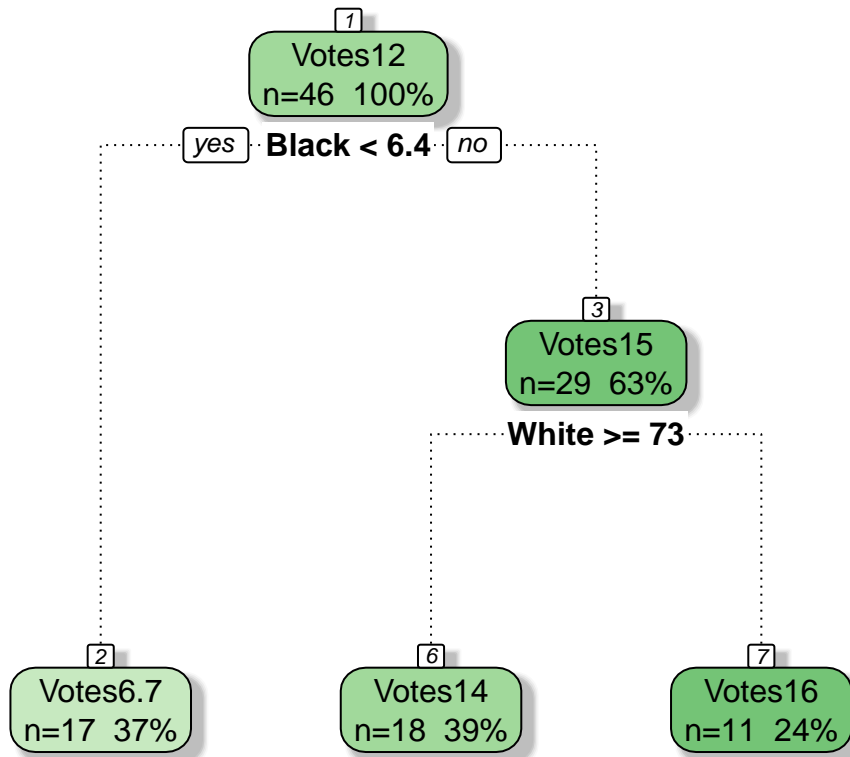 1
Votes12
n=46 100%
yes Black < 6.4 no
3
Votes15
n=29 63%
White >= 73
2
Votes6.7
n=17 37%
6
Votes14
n=18 39%
7
Votes16
n=11 24%